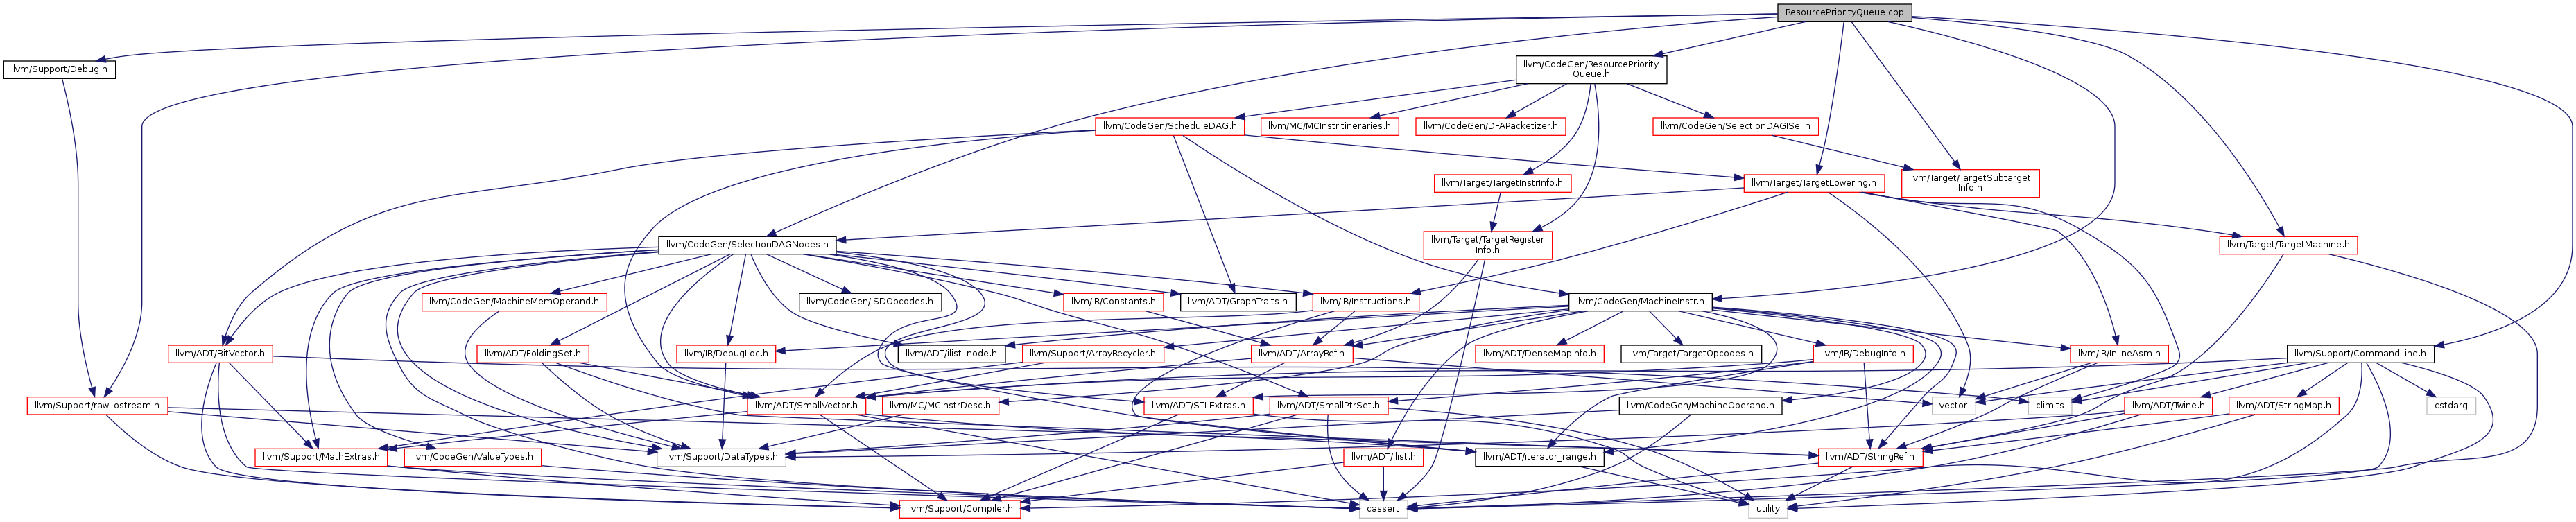 ResourcePriorityQueue.cpp
llvm/Support/Debug.h
llvm/CodeGen/ResourcePriority
Queue.h
llvm/CodeGen/ScheduleDAG.h
llvm/MC/MCInstrItineraries.h
llvm/CodeGen/DFAPacketizer.h
llvm/CodeGen/SelectionDAGISel.h
llvm/Target/TargetInstrInfo.h
llvm/Target/TargetLowering.h
llvm/Target/TargetSubtarget
Info.h
llvm/CodeGen/SelectionDAGNodes.h
llvm/Target/TargetRegister
Info.h
llvm/Target/TargetMachine.h
llvm/CodeGen/MachineMemOperand.h
llvm/CodeGen/ISDOpcodes.h
llvm/IR/Constants.h
llvm/ADT/GraphTraits.h
llvm/IR/Instructions.h
llvm/CodeGen/MachineInstr.h
llvm/ADT/BitVector.h
llvm/ADT/FoldingSet.h
llvm/IR/DebugLoc.h
llvm/ADT/ilist_node.h
llvm/Support/ArrayRecycler.h
llvm/ADT/ArrayRef.h
llvm/ADT/DenseMapInfo.h
llvm/Target/TargetOpcodes.h
llvm/IR/DebugInfo.h
llvm/IR/InlineAsm.h
llvm/Support/CommandLine.h
llvm/Support/raw_ostream.h
llvm/ADT/SmallVector.h
llvm/MC/MCInstrDesc.h
llvm/ADT/STLExtras.h
llvm/ADT/SmallPtrSet.h
llvm/CodeGen/MachineOperand.h
vector
climits
llvm/ADT/Twine.h
llvm/ADT/StringMap.h
cstdarg
llvm/Support/MathExtras.h
llvm/CodeGen/ValueTypes.h
llvm/Support/DataTypes.h
llvm/ADT/ilist.h
llvm/ADT/iterator_range.h
llvm/ADT/StringRef.h
llvm/Support/Compiler.h
cassert
utility